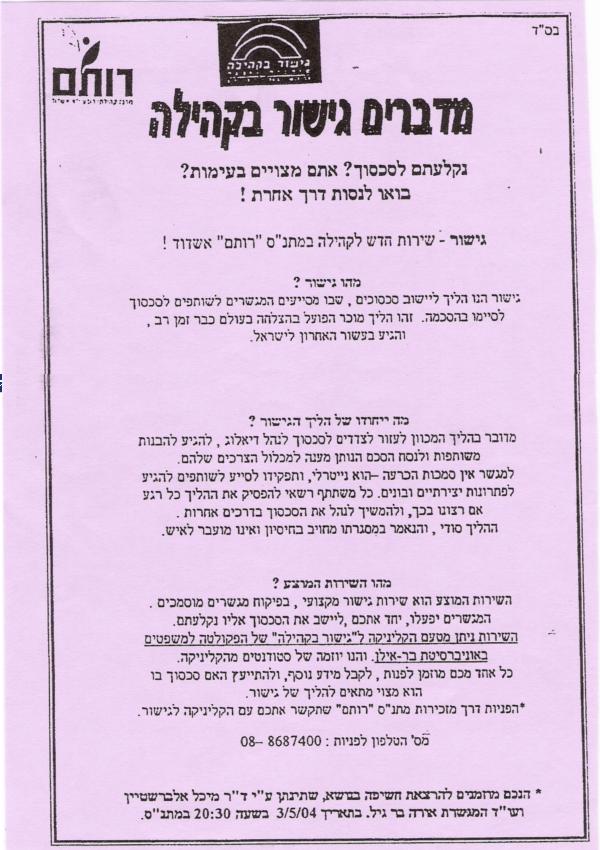 בס"ד
גישור בקהילה
רותם
מדברים גישור בקהילה
נקלעתם לסכסוך? אתם מצויים בעימות?
בואו לנסות דרך אחרת !
גישור - שירות חדש לקהילה במתנ"ס "רותם" אשדוד !
מהו גישור ?
גישור הנו הליך ליישוב סכסוכים , שבו מסייעים המגשרים לשותפים לסכסוך
לסיימו בהסכמה. זהו הליך מוכר הפועל בהצלחה בעולם כבר זמן רב ,
והגיע בעשור האחרון לישראל.
מה ייחודו של הליך הגישור ?
מדובר בהליך המכוון לעזור לצדדים לסכסוך לנהל דיאלוג , להגיע להבנות
משותפות ולנסח הסכם הנותן מענה למכלול הצרכים שלהם.
למגשר אין סמכות הכרעה –הוא נייטרלי, ותפקידו לסייע לשותפים להגיע
לפתרונות יצירתיים ובונים. כל משתתף רשאי להפסיק את ההליך כל רגע
אם רצונו בכך, ולהמשיך לנהל את הסכסוך בדרכים אחרות .
ההליך סודי , והנאמר במסגרתו מחויב בחיסיון ואינו מועבר לאיש.
מהו השירות המוצע ?
השירות המוצע הוא שירות גישור מקצועי , בפיקוח מגשרים מוסמכים .
המגשרים יפעלו, יחד אתכם ,ליישב את הסכסוך אליו נקלעתם.
השירות ניתן מטעם הקליניקה ל"גישור בקהילה" של הפקולטה למשפטים
באוניברסיטת בר-אילן. והנו יוזמה של סטודנטים מהקליניקה.
כל אחד מכם מוזמן לפנות , לקבל מידע נוסף, ולהתייעץ האם סכסוך בו
הוא מצוי מתאים להליך של גישור.
*הפניות דרך מזכירות מתנ"ס "רותם" שתקשר אתכם עם הקליניקה לגישור.
מס' הטלפון לפניות : 8687400 –08
* הנכם מוזמנים להרצאת חשיפה בנושא, שתינתן ע"י ד"ר מיכל אלברשטיין
ועו"ד המגשרת אורה בר גיל. בתאריך 3/5/04 בשעה 20:30 במתנ"ס.